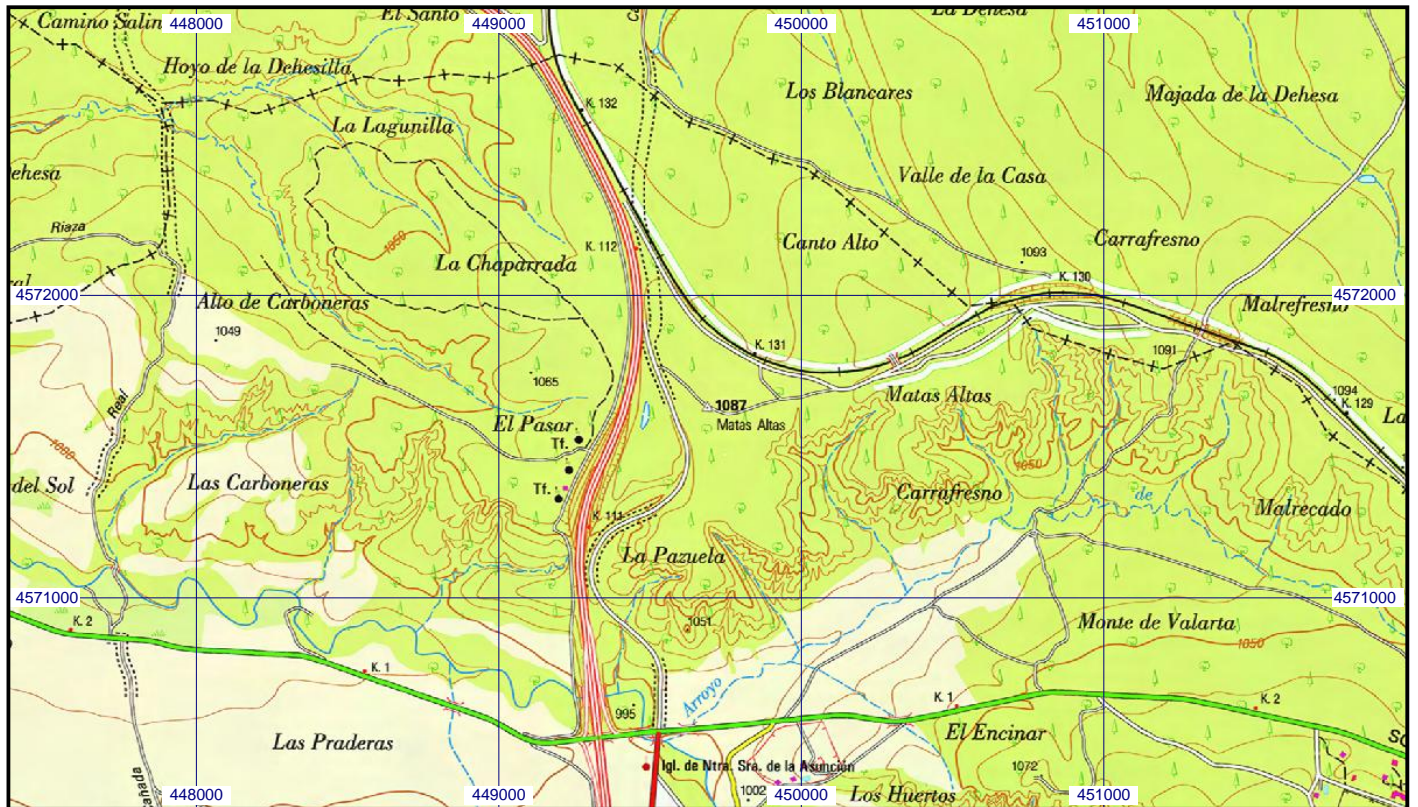 Camino Salin
448000
El Santo
449000
450000
La Dehesa
451000
Hoyo de la Dehesilla
K. 132
Los Blancares
Majada de la Dehesa
La Lagunilla
ehesa
Valle de la Casa
Riaza
1050
K. 112
Canto Alto
Carrafresno
1093
La Chaparrada
K. 130
4572000
Alto de Carboneras
Malrefresno
4572000
1049
K. 131
1091
1065
Matas Altas
1094
K. 129
Real
1087
Matas Altas
La
El Pasar
Tf.
1000
del Sol
Las Carboneras
Tf.
1050
Carrafresno
de
Malrecado
K. 111
La Pazuela
4571000
4571000
K. 2
1051
Monte de Valarta
1050
K. 1
Arroyo
995
K. 1
K. 2
Las Praderas
El Encinar
Igl. de Ntra. Sra. de la Asunción
1072
añada
1002
Los Huertos
448000
449000
450000
451000